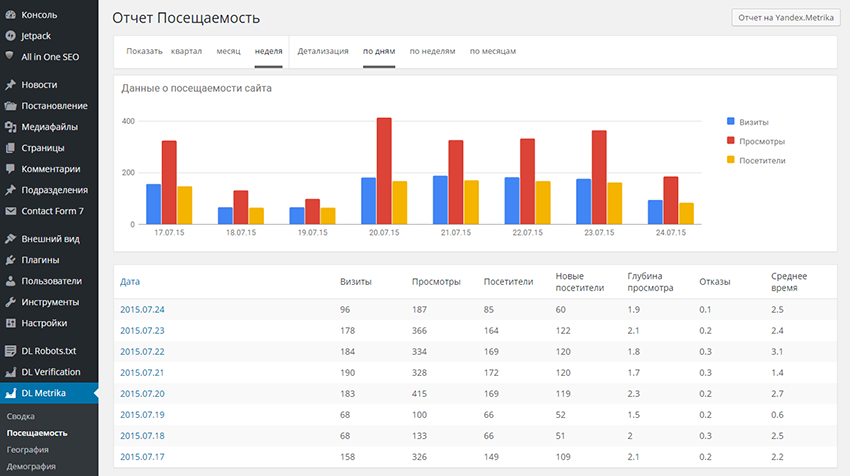 Консоль
Jetpack
All in One SEO
Новости
Постановление
Медиафайлы
Страницы
Комментарии
Подразделения
Contact Form 7
Внешний вид
Плагины
Пользователи
Инструменты
Настройки
DL Robots.txt
DL Verification
DL Metrika
Сводка
Посещаемость
География
Демография
Отчет Посещаемость
Отчет на Yandex.Metrika
Показать квартал месяц неделя Детализация по дням по неделям по месяцам
Данные о посещаемости сайта
400
200
0
17.07.15 18.07.15 19.07.15 20.07.15 21.07.15 22.07.15 23.07.15 24.07.15
Визиты
Просмотры
Посетители
Дата Визиты Просмотры Посетители Новые посетители Глубина просмотра Отказы Среднее время
2015.07.24 96 187 85 60 1.9 0.1 2.5
2015.07.23 178 366 164 122 2.1 0.2 2.4
2015.07.22 184 334 169 120 1.8 0.3 3.1
2015.07.21 190 328 172 120 1.7 0.3 1.4
2015.07.20 183 415 169 119 2.3 0.2 2.7
2015.07.19 68 100 66 52 1.5 0.2 0.6
2015.07.18 68 133 66 51 2 0.3 2.5
2015.07.17 158 326 149 109 2.1 0.2 2.2